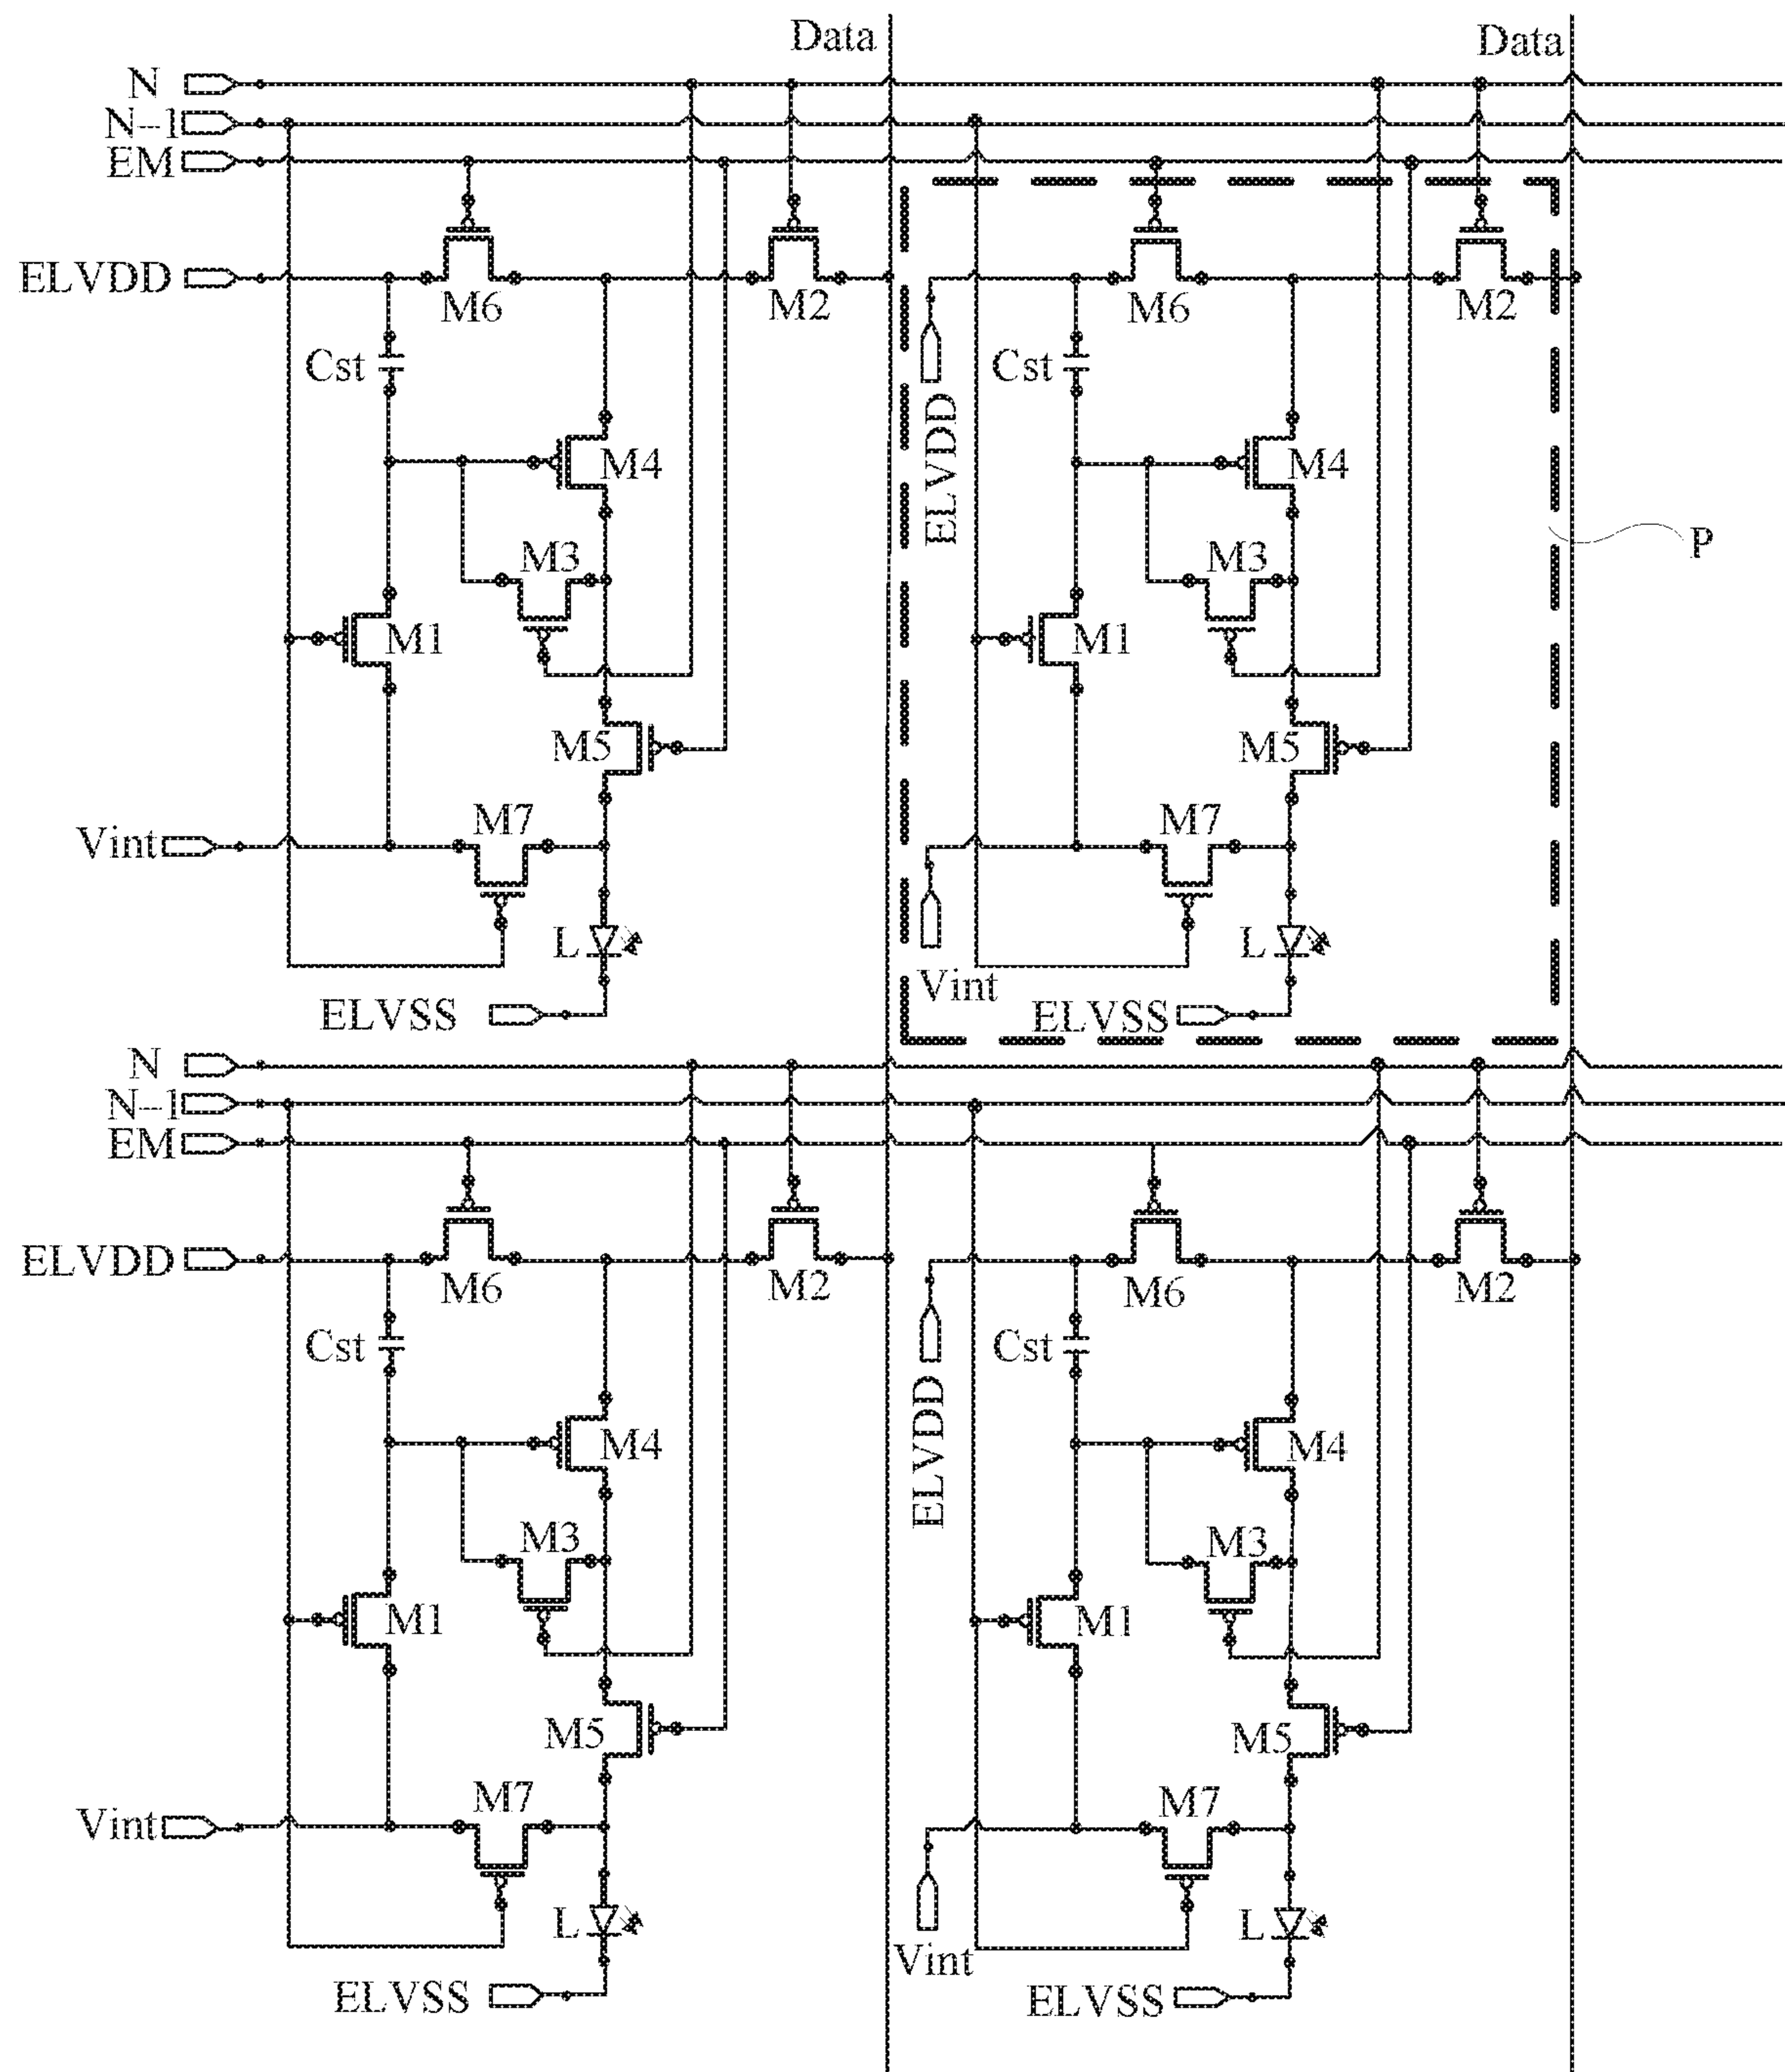 Data
Data
N
N-1
EM
ELVDD
M6
M2
M6
M2
Cst
Cst
ELVDD
M4
M4
M3
M3
P
M1
M1
M5
M5
M7
M7
Vint
L
L
Vint
ELVSS
ELVSS
N
N-1
EM
ELVDD
M6
M2
M6
M2
Cst
Cst
ELVDD
M4
M4
M3
M3
M1
M1
M5
M5
M7
M7
Vint
L
L
Vint
ELVSS
ELVSS